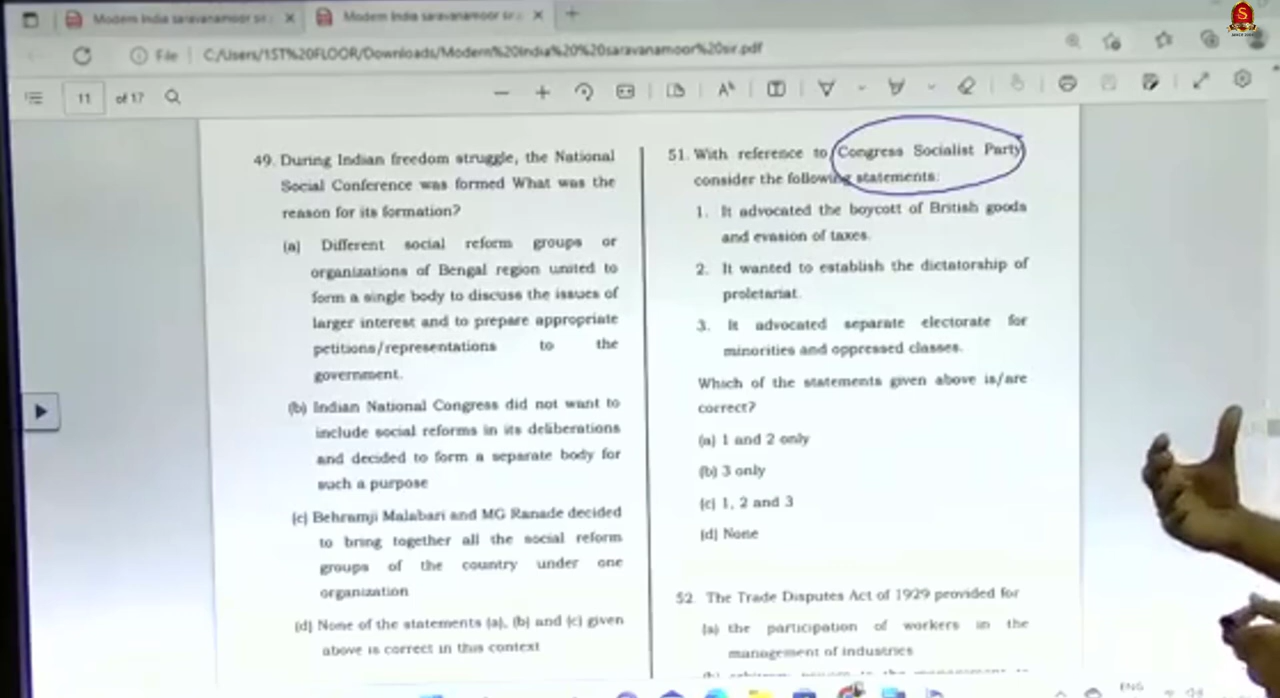 Modern India saravanamoor sir.
Modern India saravanamoor sir.p
File
C:/Users/1ST%20FLOOR/Downloads/Modern%20India%20%20saravanamoor%20sir.pdf
11 of 17
49. During Indian freedom struggle, the National
Social Conference was formed What was the
reason for its formation?
(a) Different social reform groups or
organizations of Bengal region united to
form a single body to discuss the issues of
larger interest and to prepare appropriate
petitions/representations to the
government.
(b) Indian National Congress did not want to
include social reforms in its deliberations
and decided to form a separate body for
such a purpose
(c) Behramji Malabari and MG Ranade decided
to bring together all the social reform
groups of the country under one
organization
(d) None of the statements (a), (b) and (c) given
above is correct in this context
51. With reference to Congress Socialist Party
consider the following statements:
1. It advocated the boycott of British goods
and evasion of taxes.
2. It wanted to establish the dictatorship of
proletariat.
3. It advocated separate electorate for
minorities and oppressed classes.
Which of the statements given above is/are
correct?
(a) 1 and 2 only
(b) 3 only
(c) 1, 2 and 3
(d) None
52. The Trade Disputes Act of 1929 provided for
(a) the participation of workers in the
management of industries
ENG